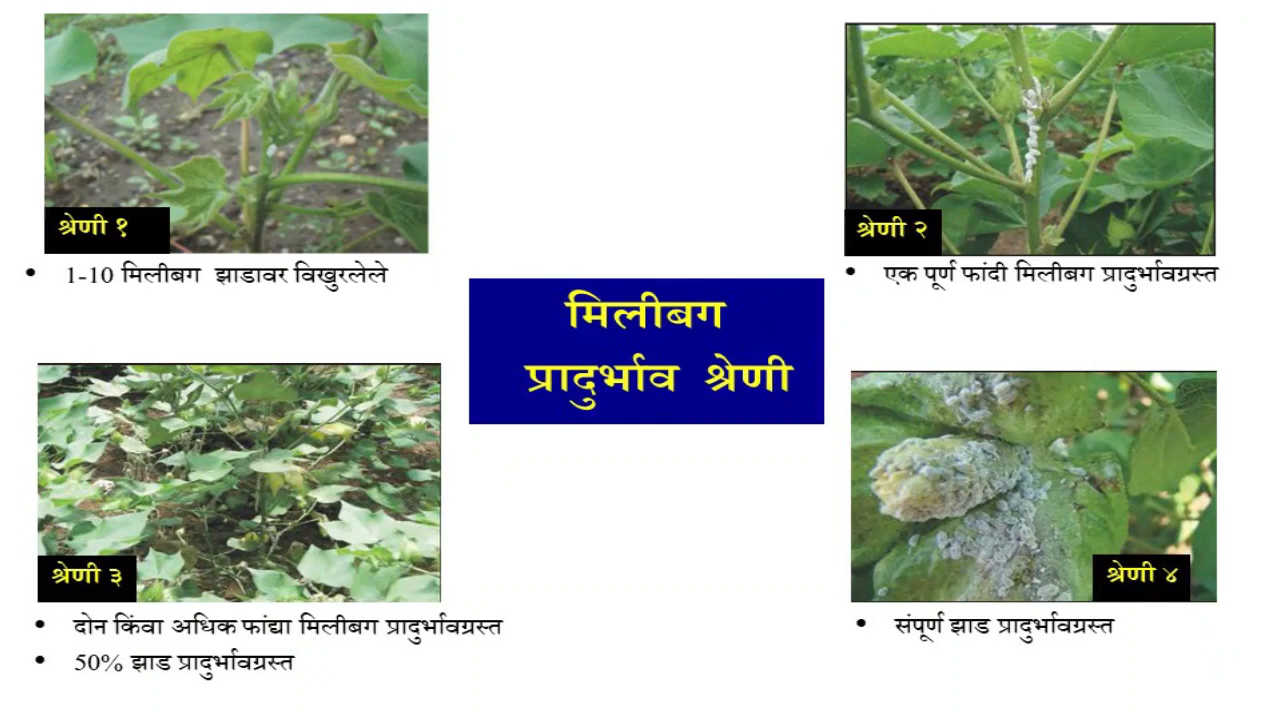 श्रेणी १
श्रेणी २
• 1-10 मिलीबग झाडावर विखुरलेले
• एक पूर्ण फांदी मिलीबग प्रादुर्भावग्रस्त
मिलीबग
प्रादुर्भाव श्रेणी
श्रेणी ३
श्रेणी ४
• दोन किंवा अधिक फांद्या मिलीबग प्रादुर्भावग्रस्त
• 50% झाड प्रादुर्भावग्रस्त
• संपूर्ण झाड प्रादुर्भावग्रस्त